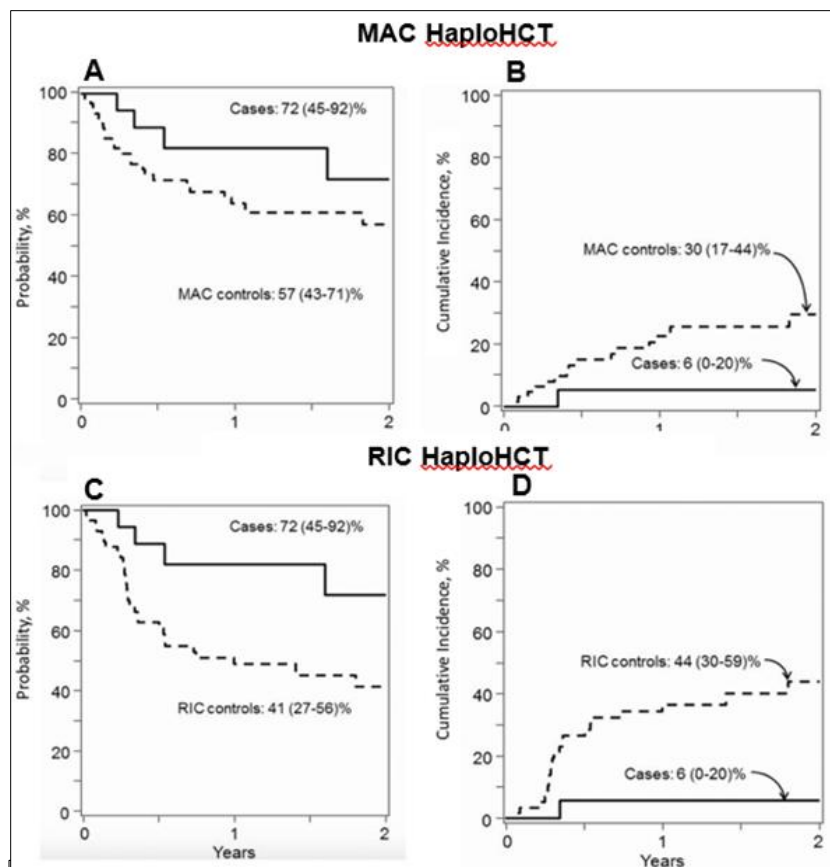 MAC HaploHCT
A
B
100
80
60
40
20
0
Probability, %
Cases: 72 (45-92)%
MAC controls: 57 (43-71)%
0 1 2
100
80
60
40
20
0
Cumulative Incidence, %
MAC controls: 30 (17-44)%
Cases: 6 (0-20)%
0 1 2
RIC HaploHCT
C
D
100
80
60
40
20
0
Probability, %
Cases: 72 (45-92)%
RIC controls: 41 (27-56)%
0 1 2
Years
100
80
60
40
20
0
Cumulative Incidence, %
RIC controls: 44 (30-59)%
Cases: 6 (0-20)%
0 1 2
Years